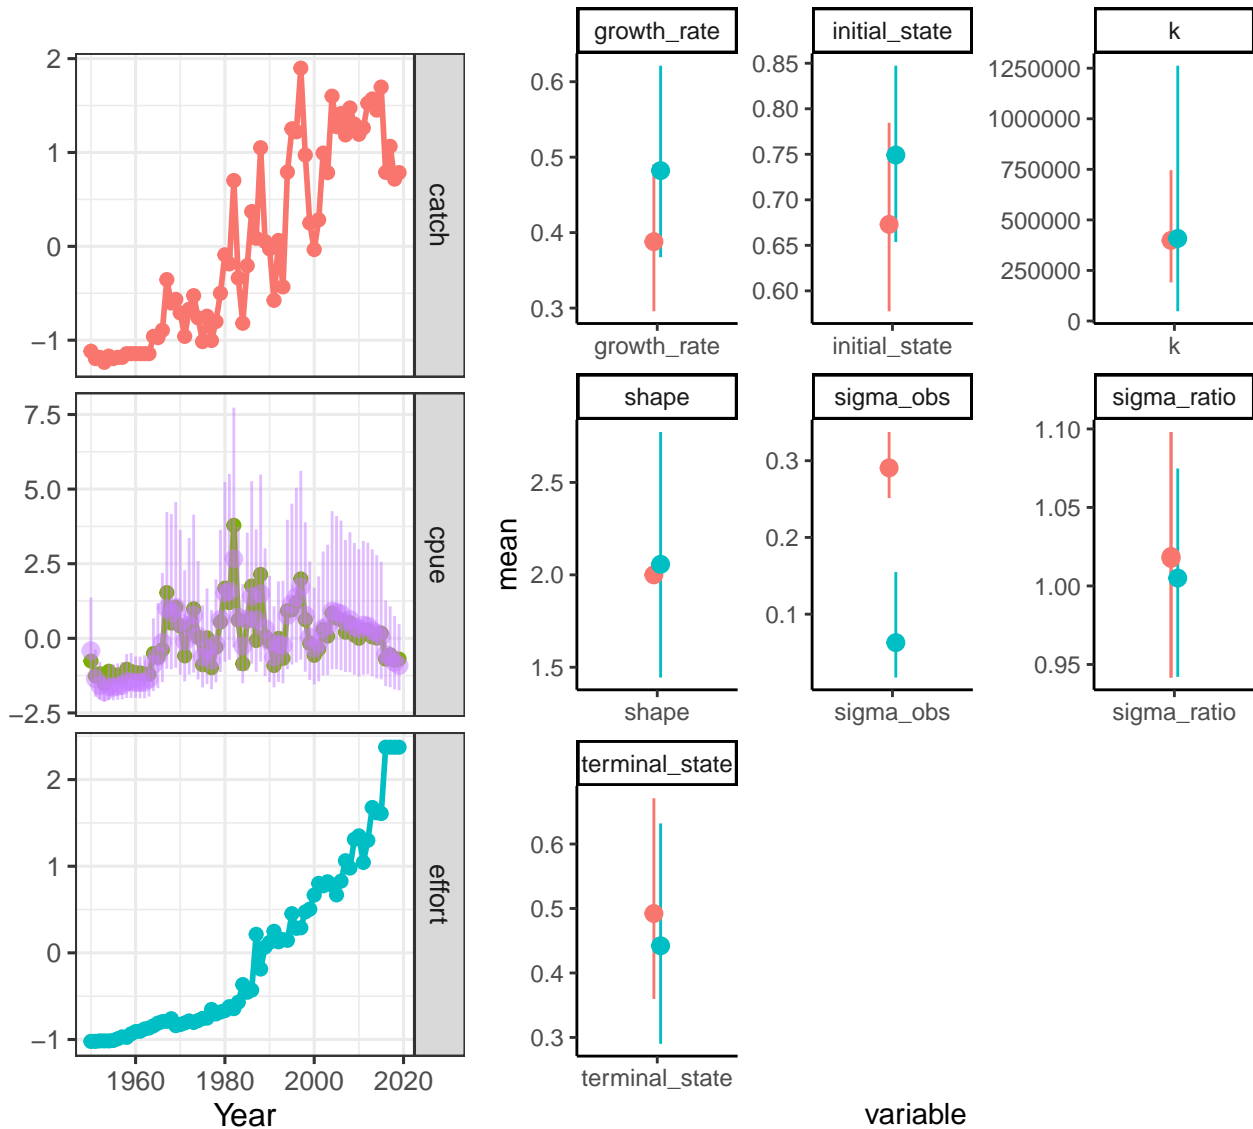 2
1
0
−1
catch
7.5
5.0
2.5
0.0
−2.5
cpue
2
1
0
−1
effort
1960 1980 2000 2020
Year
mean
growth_rate
0.6
0.5
0.4
0.3
growth_rate
initial_state
0.85
0.80
0.75
0.70
0.65
0.60
initial_state
k
1250000
1000000
750000
500000
250000
0
k
shape
2.5
2.0
1.5
shape
sigma_obs
0.3
0.2
0.1
sigma_obs
sigma_ratio
1.10
1.05
1.00
0.95
sigma_ratio
terminal_state
0.6
0.5
0.4
0.3
terminal_state
variable